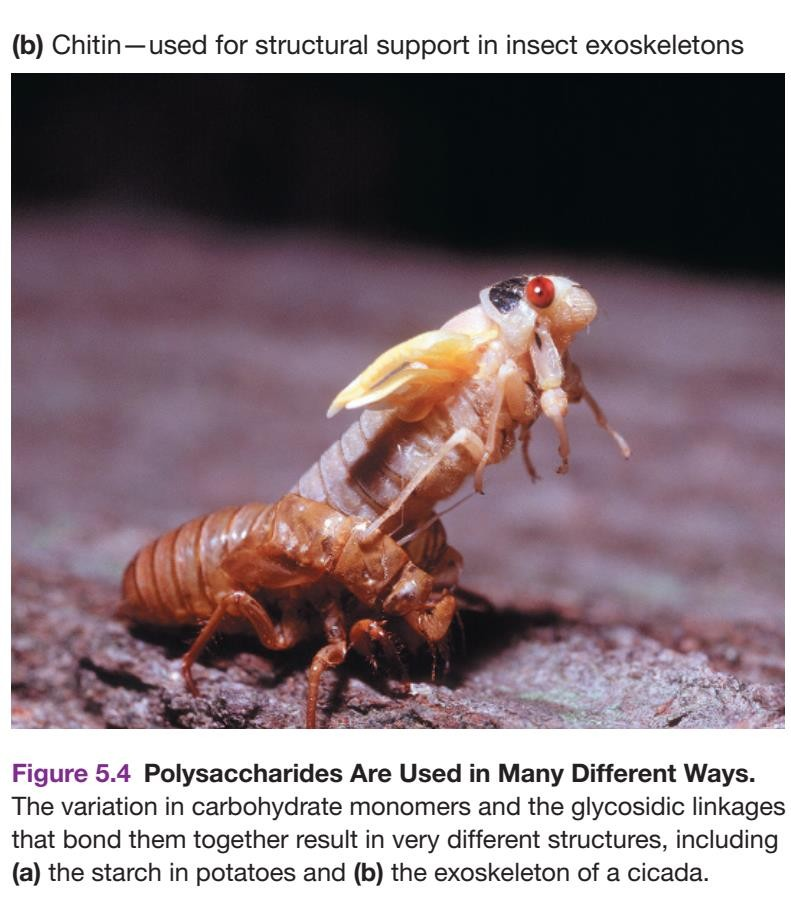 (b) Chitin—used for structural support in insect exoskeletons
Figure 5.4 Polysaccharides Are Used in Many Different Ways.
The variation in carbohydrate monomers and the glycosidic linkages
that bond them together result in very different structures, including
(a) the starch in potatoes and (b) the exoskeleton of a cicada.